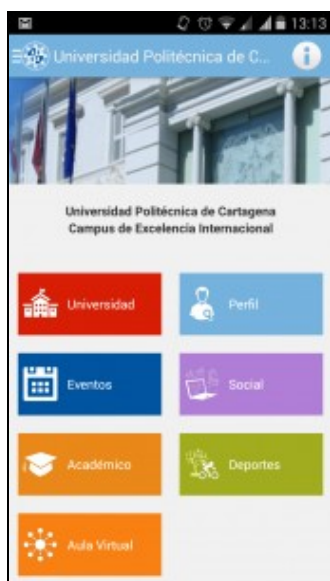 13:13
Universidad Politécnica de C...
Universidad Politécnica de Cartagena
Campus de Excelencia Internacional
Universidad
Perfil
Eventos
Social
Académico
Deportes
Aula Virtual